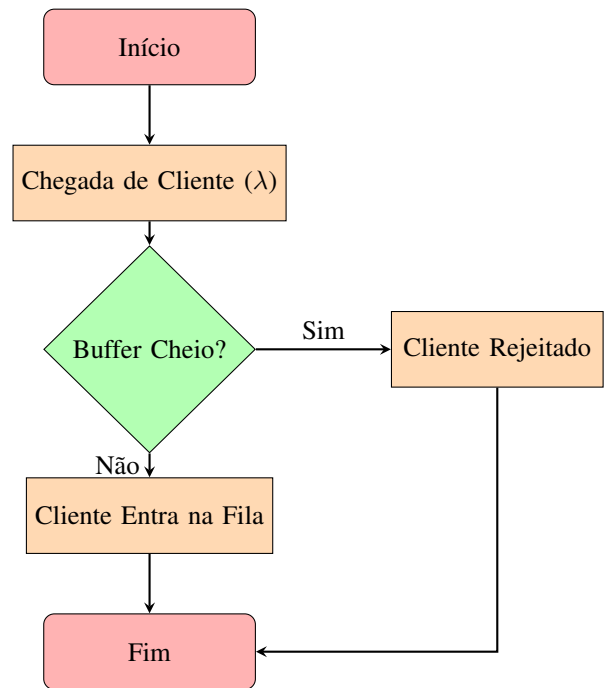 Início
Chegada de Cliente (λ)
Buffer Cheio?
Sim
Cliente Rejeitado
Não
Cliente Entra na Fila
Fim